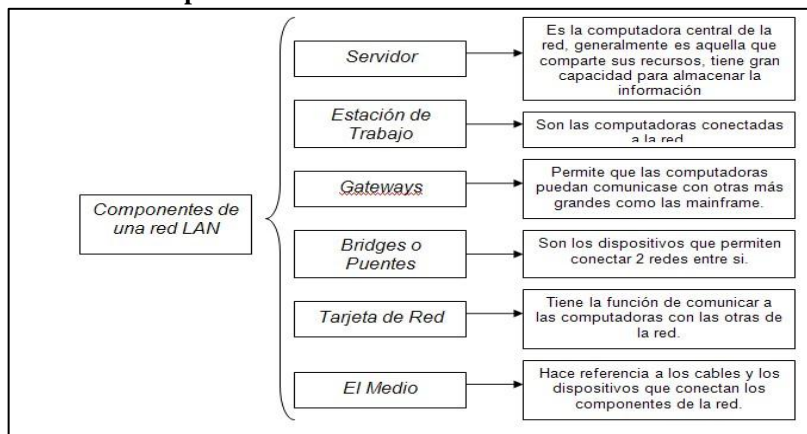 Componentes de
una red LAN
Servidor
Es la computadora central de la
red, generalmente es aquella que
comparte sus recursos, tiene gran
capacidad para almacenar la
información
Estación de
Trabajo
Son las computadoras conectadas
a la red
Gateways
Permite que las computadoras
puedan comunicase con otras más
grandes como las mainframe.
Bridges o
Puentes
Son los dispositivos que permiten
conectar 2 redes entre si.
Tarjeta de Red
Tiene la función de comunicar a
las computadoras con las otras de
la red.
El Medio
Hace referencia a los cables y los
dispositivos que conectan los
componentes de la red.